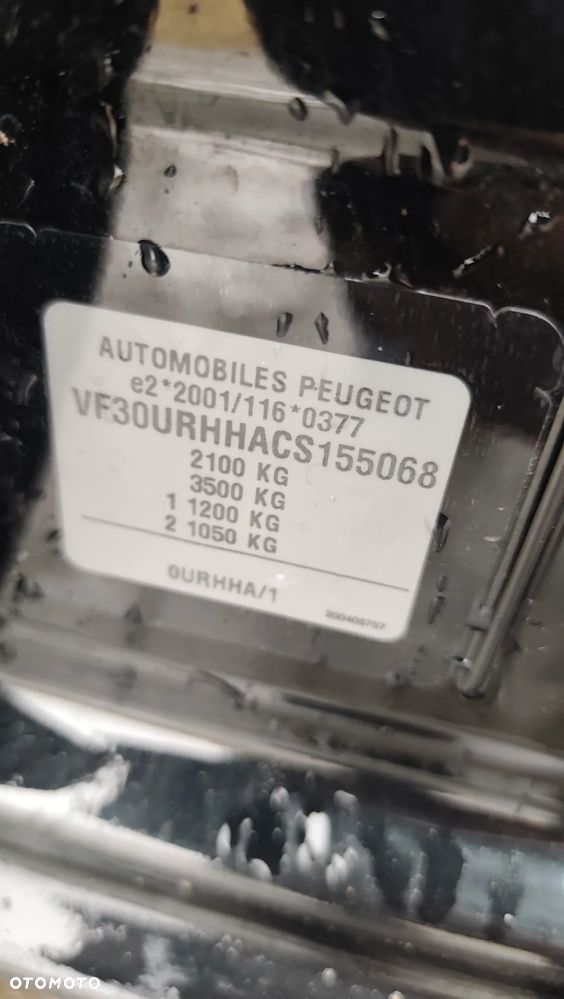 AUTOMOBILES PEUGEOT
e2*2001/116*0377
VF30URHHACS155068
2100 KG
3500 KG
1 1200 KG
2 1050 KG
0URHHA/1
OTOMOTO